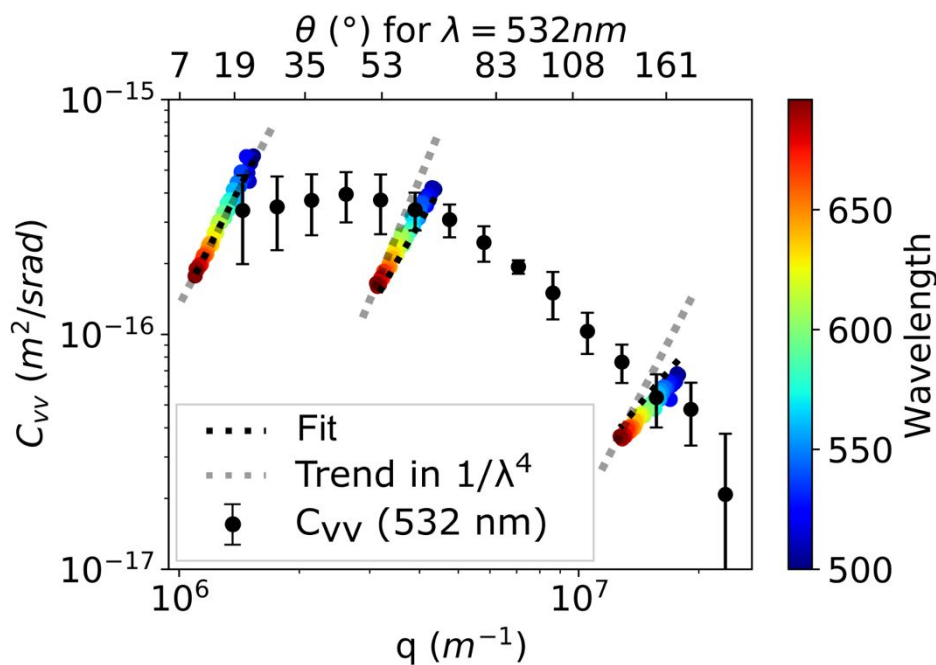 θ (°) for λ = 532nm
7 19 35 53 83 108 161
10⁻¹⁵
10⁻¹⁶
10⁻¹⁷
C_vv (m²/srad)
Fit
Trend in 1/λ⁴
C_VV (532 nm)
10⁶ 10⁷
q (m⁻¹)
650
600
550
500
Wavelength